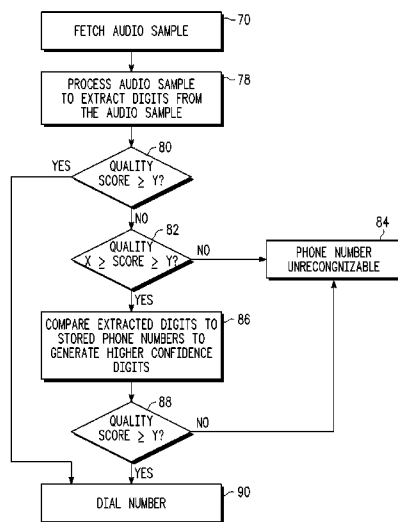 FETCH AUDIO SAMPLE
70
PROCESS AUDIO SAMPLE
TO EXTRACT DIGITS FROM
THE AUDIO SAMPLE
78
80
YES
QUALITY
SCORE ≥ Y?
NO
82
84
QUALITY
X ≥ SCORE ≥ Y?
NO
PHONE NUMBER
UNRECONGNIZABLE
YES
COMPARE EXTRACTED DIGITS TO
STORED PHONE NUMBERS TO
GENERATE HIGHER CONFIDENCE
DIGITS
86
88
QUALITY
SCORE ≥ Y?
NO
YES
DIAL NUMBER
90